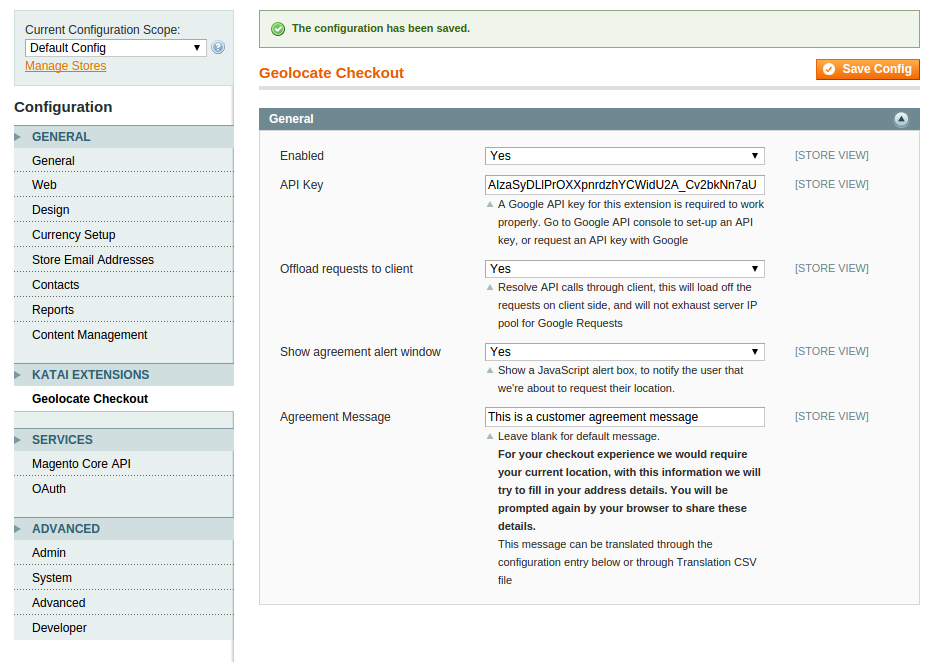 Current Configuration Scope:
Default Config
Manage Stores
Configuration
GENERAL
General
Web
Design
Currency Setup
Store Email Addresses
Contacts
Reports
Content Management
KATAI EXTENSIONS
Geolocate Checkout
SERVICES
Magento Core API
OAuth
ADVANCED
Admin
System
Advanced
Developer
The configuration has been saved.
Geolocate Checkout
Save Config
General
Enabled
Yes
[STORE VIEW]
API Key
AIzaSyDLlPrOXXpnrdzhYCWidU2A_Cv2bkNn7aU
[STORE VIEW]
A Google API key for this extension is required to work
properly. Go to Google API console to set-up an API
key, or request an API key with Google
Offload requests to client
Yes
[STORE VIEW]
Resolve API calls through client, this will load off the
requests on client side, and will not exhaust server IP
pool for Google Requests
Show agreement alert window
Yes
[STORE VIEW]
Show a JavaScript alert box, to notify the user that
we're about to request their location.
Agreement Message
This is a customer agreement message
[STORE VIEW]
Leave blank for default message.
For your checkout experience we would require
your current location, with this information we will
try to fill in your address details. You will be
prompted again by your browser to share these
details.
This message can be translated through the
configuration entry below or through Translation CSV
file